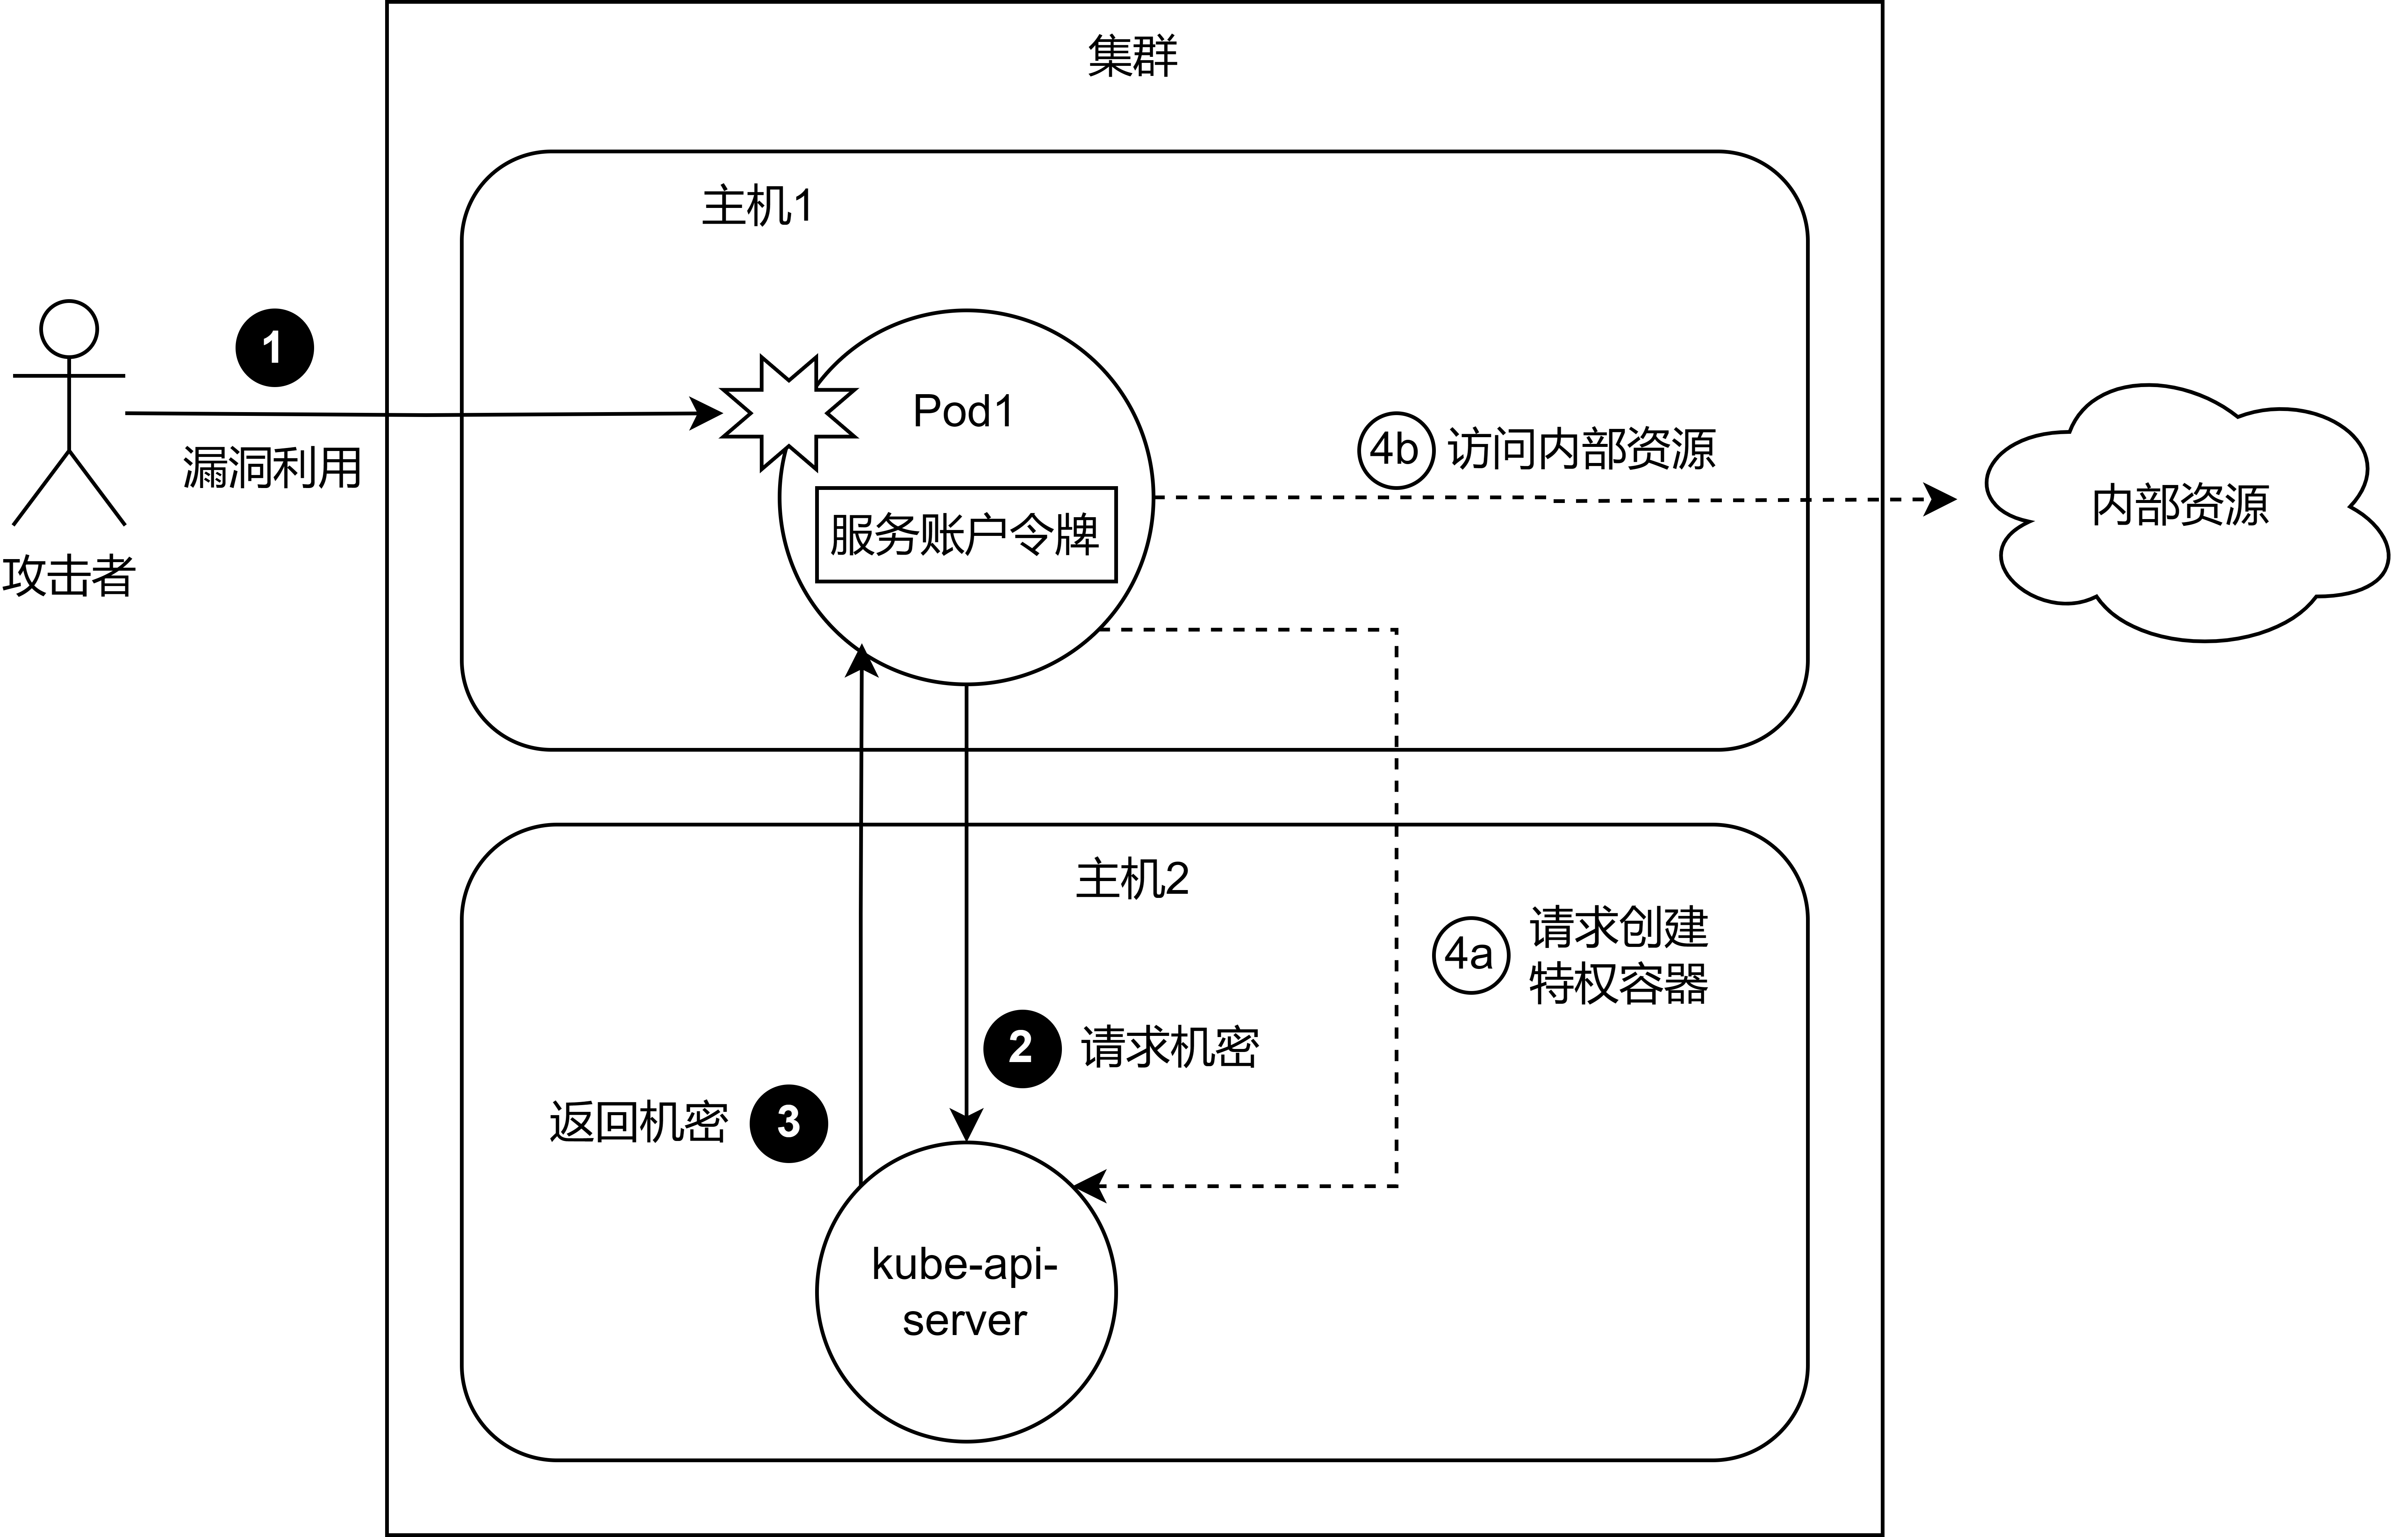 集群
主机1
1
漏洞利用
攻击者
Pod1
服务账户令牌
4b 访问内部资源
内部资源
主机2
4a
请求创建
特权容器
2 请求机密
返回机密 3
kube-api-
server